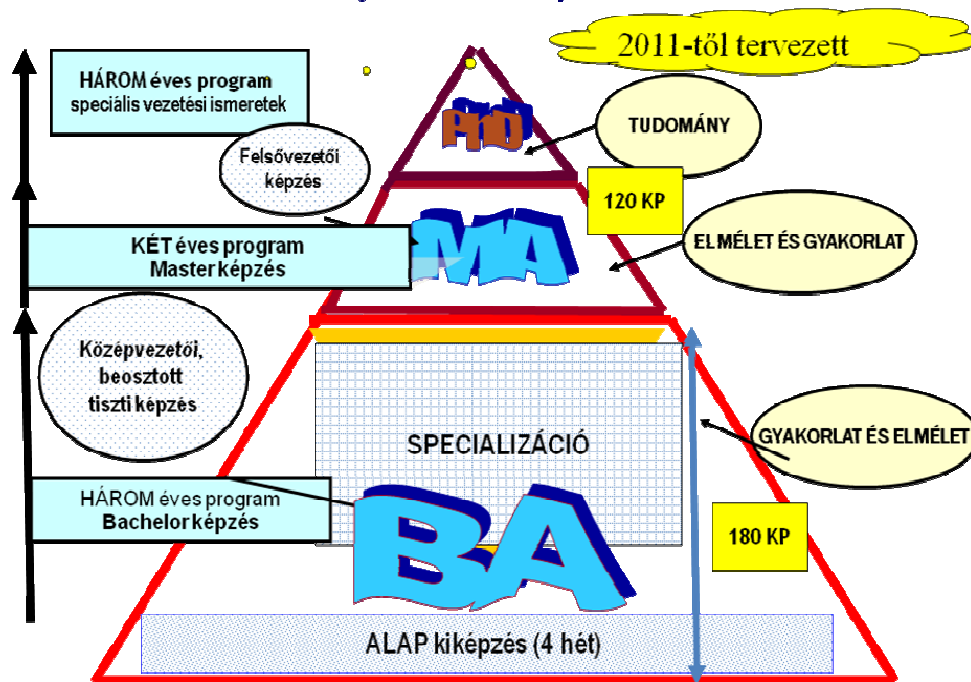 2011-től tervezett
HÁROM éves program
speciális vezetési ismeretek
PhD
TUDOMÁNY
Felsővezetői
képzés
120 KP
KÉT éves program
Master képzés
MA
ELMÉLET ÉS GYAKORLAT
Középvezetői,
beosztott
tiszti képzés
SPECIALIZÁCIÓ
GYAKORLAT ÉS ELMÉLET
HÁROM éves program
Bachelor képzés
BA
180 KP
ALAP kiképzés (4 hét)